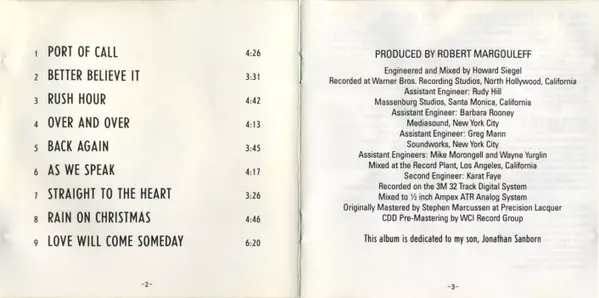 1 PORT OF CALL 4:26
2 BETTER BELIEVE IT 3:31
3 RUSH HOUR 4:42
4 OVER AND OVER 4:13
5 BACK AGAIN 3:45
6 AS WE SPEAK 4:17
7 STRAIGHT TO THE HEART 3:26
8 RAIN ON CHRISTMAS 4:46
9 LOVE WILL COME SOMEDAY 6:20
-2-
PRODUCED BY ROBERT MARGOULEFF
Engineered and Mixed by Howard Siegel
Recorded at Warner Bros. Recording Studios, North Hollywood, California
Assistant Engineer: Rudy Hill
Massenburg Studios, Santa Monica, California
Assistant Engineer: Barbara Rooney
Mediasound, New York City
Assistant Engineer: Greg Mann
Soundworks, New York City
Assistant Engineers: Mike Morongell and Wayne Yurglin
Mixed at the Record Plant, Los Angeles, California
Second Engineer: Karat Faye
Recorded on the 3M 32 Track Digital System
Mixed to ½ inch Ampex ATR Analog System
Originally Mastered by Stephen Marcussen at Precision Lacquer
CDD Pre-Mastering by WCI Record Group
This album is dedicated to my son, Jonathan Sanborn
-3-